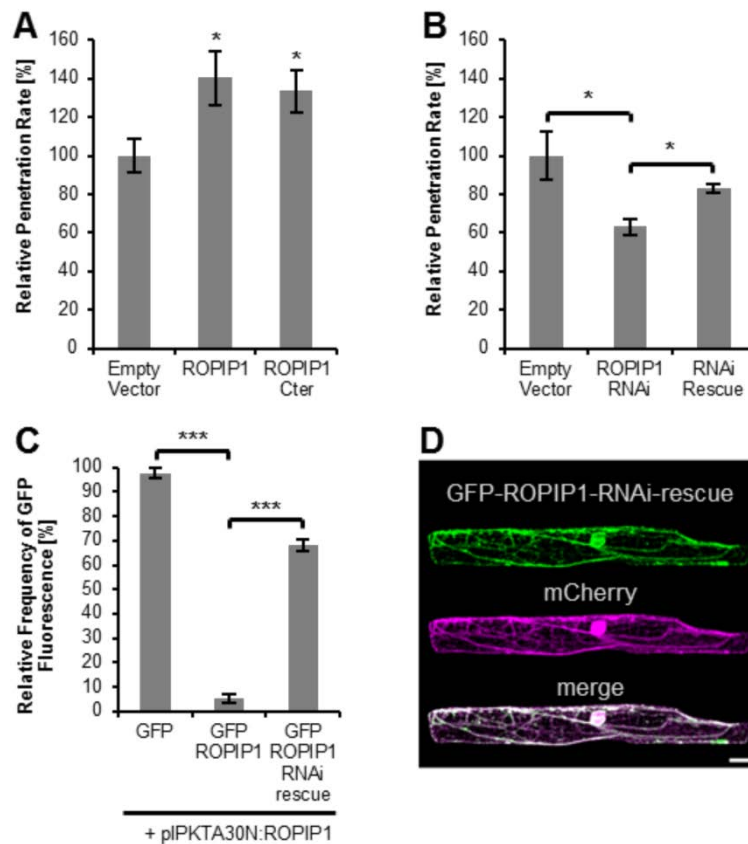 A
Relative Penetration Rate [%]
160
140
120
100
80
60
40
20
0
*
*
Empty
Vector
ROPIP1
ROPIP1
Cter
B
Relative Penetration Rate [%]
160
140
120
100
80
60
40
20
0
*
*
Empty
Vector
ROPIP1
RNAi
RNAi
Rescue
C
Relative Frequency of GFP
Fluorescence [%]
100
90
80
70
60
50
40
30
20
10
0
***
***
GFP
GFP
ROPIP1
GFP
ROPIP1
RNAi
rescue
+ pIPKTA30N:ROPIP1
D
GFP-ROPIP1-RNAi-rescue
mCherry
merge